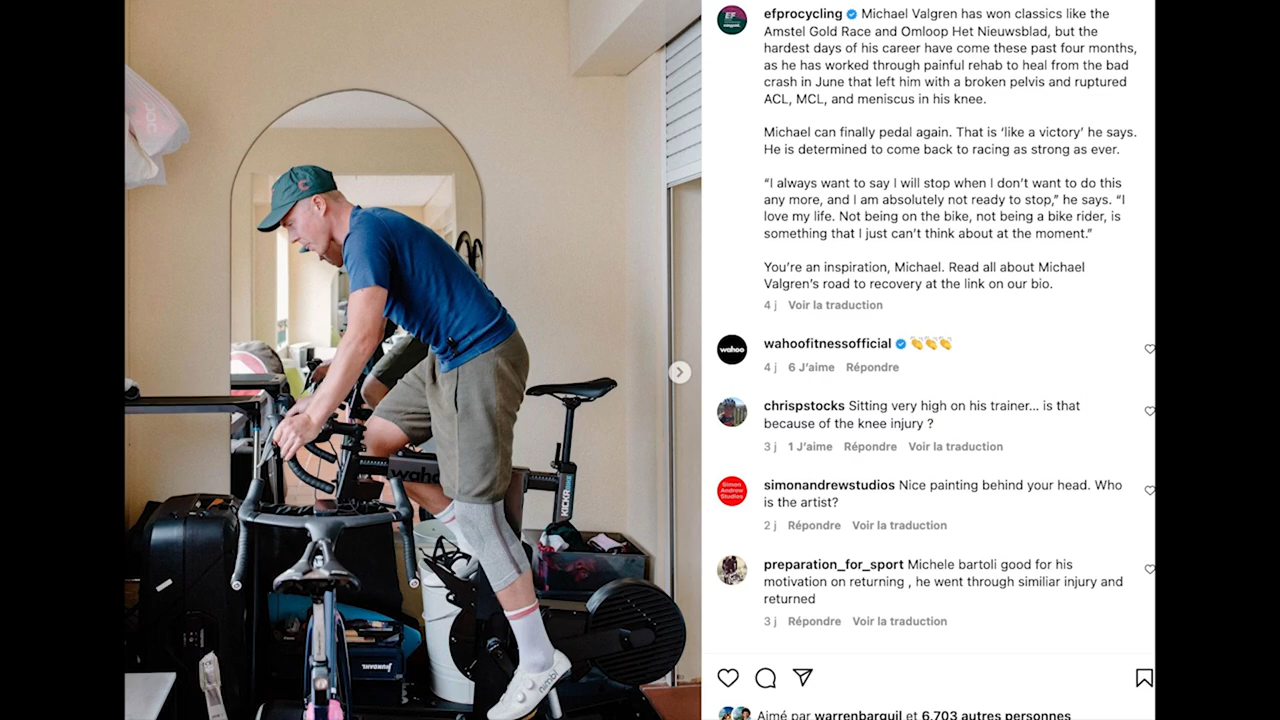 efprocycling Michael Valgren has won classics like the
Amstel Gold Race and Omloop Het Nieuwsblad, but the
hardest days of his career have come these past four months,
as he has worked through painful rehab to heal from the bad
crash in June that left him with a broken pelvis and ruptured
ACL, MCL, and meniscus in his knee.
Michael can finally pedal again. That is ‘like a victory’ he says.
He is determined to come back to racing as strong as ever.
“I always want to say I will stop when I don’t want to do this
any more, and I am absolutely not ready to stop,” he says. “I
love my life. Not being on the bike, not being a bike rider, is
something that I just can’t think about at the moment.”
You’re an inspiration, Michael. Read all about Michael
Valgren’s road to recovery at the link on our bio.
4 j Voir la traduction
wahoo
wahoofitnessofficial 👏👏👏
4 j 6 J’aime Répondre
chrispstocks Sitting very high on his trainer... is that
because of the knee injury ?
3 j 1 J’aime Répondre Voir la traduction
Simon
Andrew
Studios
simonandrewstudios Nice painting behind your head. Who
is the artist?
2 j Répondre Voir la traduction
preparation_for_sport Michele bartoli good for his
motivation on returning , he went through similiar injury and
returned
3 j Répondre Voir la traduction
Aimé par warrenbarguil et 6 703 autres personnes
EF
POC
wahoo
KICKR
nimbl